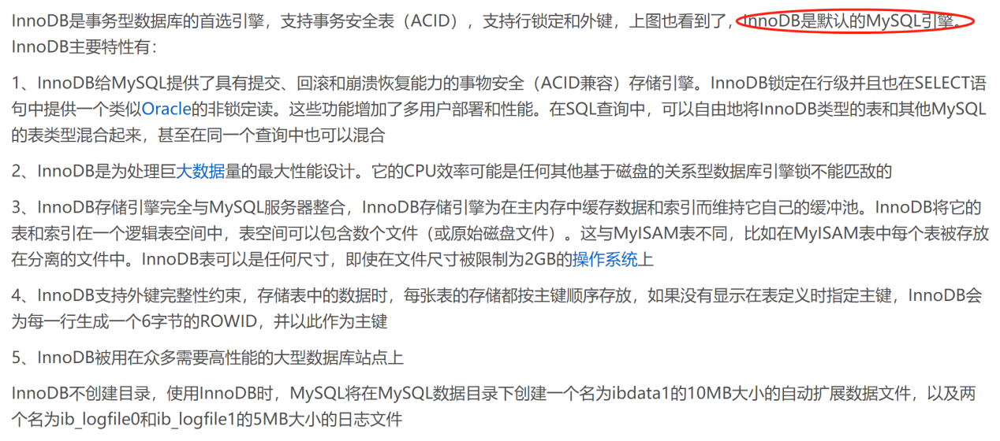 InnoDB是事务型数据库的首选引擎，支持事务安全表（ACID），支持行锁定和外键，上图也看到了，InnoDB是默认的MySQL引擎。
InnoDB主要特性有：
1、InnoDB给MySQL提供了具有提交、回滚和崩溃恢复能力的事物安全（ACID兼容）存储引擎。InnoDB锁定在行级并且也在SELECT语
句中提供一个类似Oracle的非锁定读。这些功能增加了多用户部署和性能。在SQL查询中，可以自由地将InnoDB类型的表和其他MySQL
的表类型混合起来，甚至在同一个查询中也可以混合
2、InnoDB是为处理巨大数据量的最大性能设计。它的CPU效率可能是任何其他基于磁盘的关系型数据库引擎锁不能匹敌的
3、InnoDB存储引擎完全与MySQL服务器整合，InnoDB存储引擎为在主内存中缓存数据和索引而维持它自己的缓冲池。InnoDB将它的
表和索引在一个逻辑表空间中，表空间可以包含数个文件（或原始磁盘文件）。这与MyISAM表不同，比如在MyISAM表中每个表被存放
在分离的文件中。InnoDB表可以是任何尺寸，即使在文件尺寸被限制为2GB的操作系统上
4、InnoDB支持外键完整性约束，存储表中的数据时，每张表的存储都按主键顺序存放，如果没有显示在表定义时指定主键，InnoDB会
为每一行生成一个6字节的ROWID，并以此作为主键
5、InnoDB被用在众多需要高性能的大型数据库站点上
InnoDB不创建目录，使用InnoDB时，MySQL将在MySQL数据目录下创建一个名为ibdata1的10MB大小的自动扩展数据文件，以及两
个名为ib_logfile0和ib_logfile1的5MB大小的日志文件